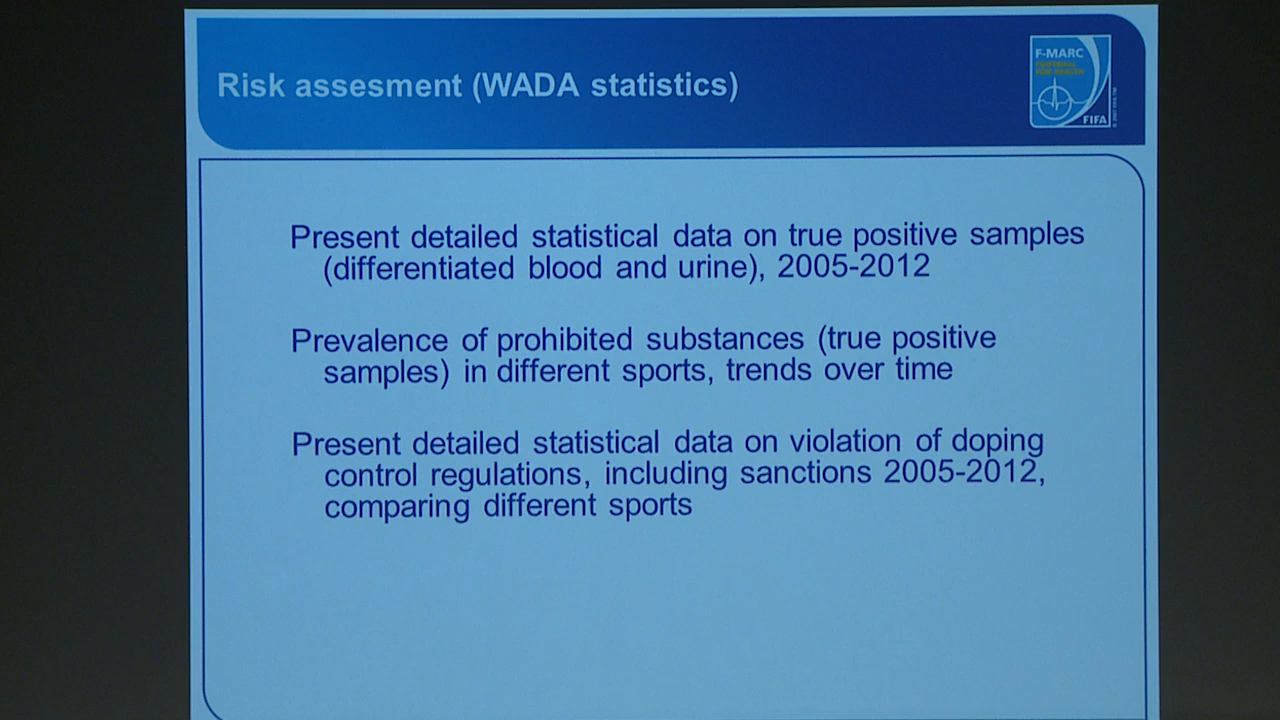 Risk assesment (WADA statistics)
F-MARC
FOR HEALTH
FIFA
Present detailed statistical data on true positive samples
(differentiated blood and urine), 2005-2012
Prevalence of prohibited substances (true positive
samples) in different sports, trends over time
Present detailed statistical data on violation of doping
control regulations, including sanctions 2005-2012,
comparing different sports